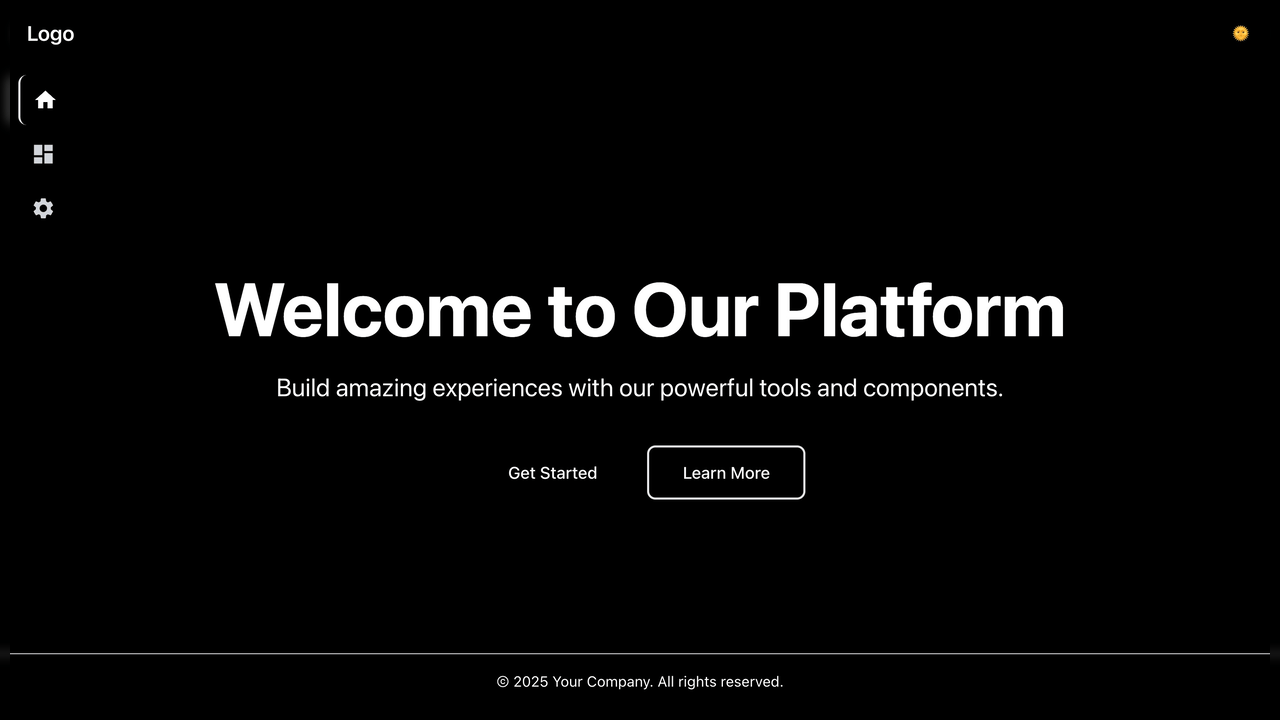 Logo
Welcome to Our Platform
Build amazing experiences with our powerful tools and components.
Get Started
Learn More
© 2025 Your Company. All rights reserved.